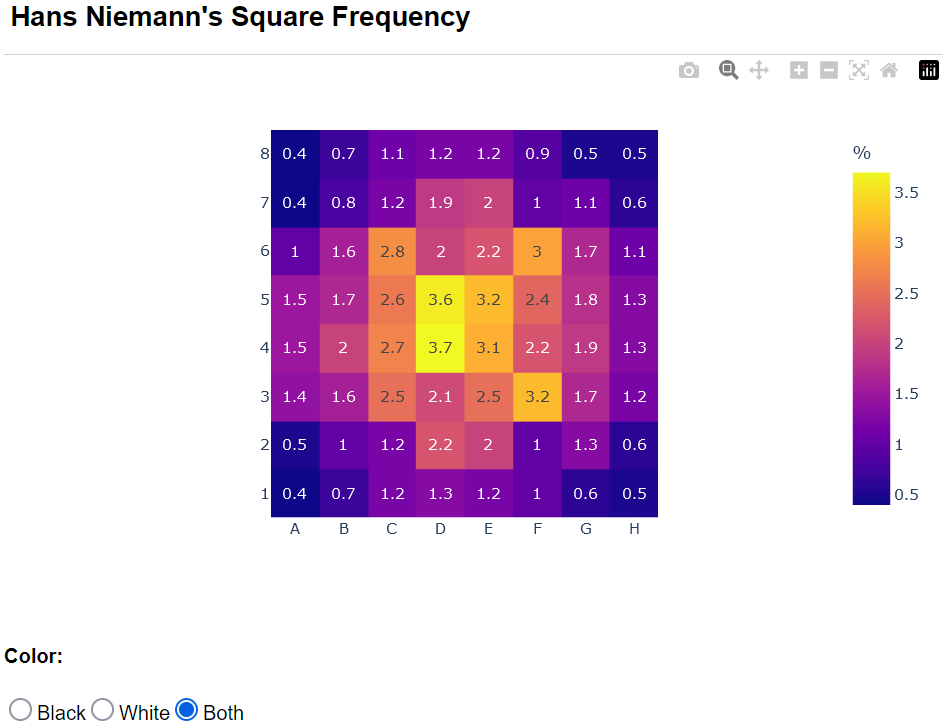 Hans Niemann's Square Frequency
%
8 0.4 0.7 1.1 1.2 1.2 0.9 0.5 0.5
7 0.4 0.8 1.2 1.9 2 1 1.1 0.6
6 1 1.6 2.8 2 2.2 3 1.7 1.1
5 1.5 1.7 2.6 3.6 3.2 2.4 1.8 1.3
4 1.5 2 2.7 3.7 3.1 2.2 1.9 1.3
3 1.4 1.6 2.5 2.1 2.5 3.2 1.7 1.2
2 0.5 1 1.2 2.2 2 1 1.3 0.6
1 0.4 0.7 1.2 1.3 1.2 1 0.6 0.5
A B C D E F G H
3.5
3
2.5
2
1.5
1
0.5
Color:
Black White Both